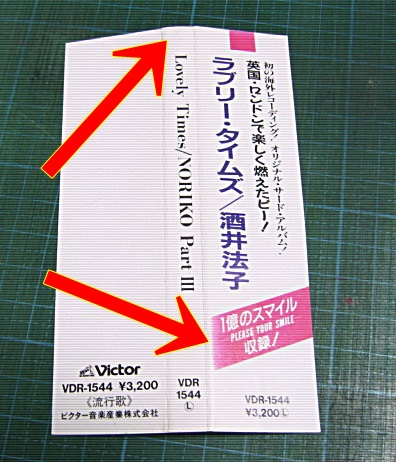 初の海外レコーディング!オリジナル・サード・アルバム!
英国・ロンドンで楽しく燃えたピー!
ラブリー・タイムズ/酒井法子
1億のスマイル
PLEASE YOUR SMILE
収録!
VDR-1544
¥3,200 Ⓛ
Lovely Times/NORIKO Part III
VDR
1544
Ⓛ
Victor
VDR-1544 ¥3,200
《流行歌》
ビクター音楽産業株式会社